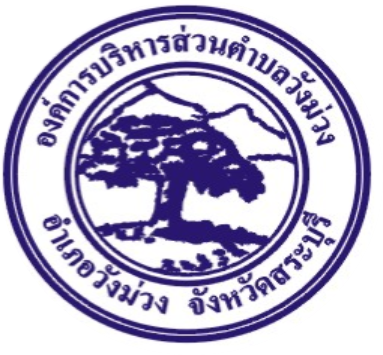 องค์การบริหารส่วนตำบลวังม่วง
อำเภอวังม่วง จังหวัดสระบุรี